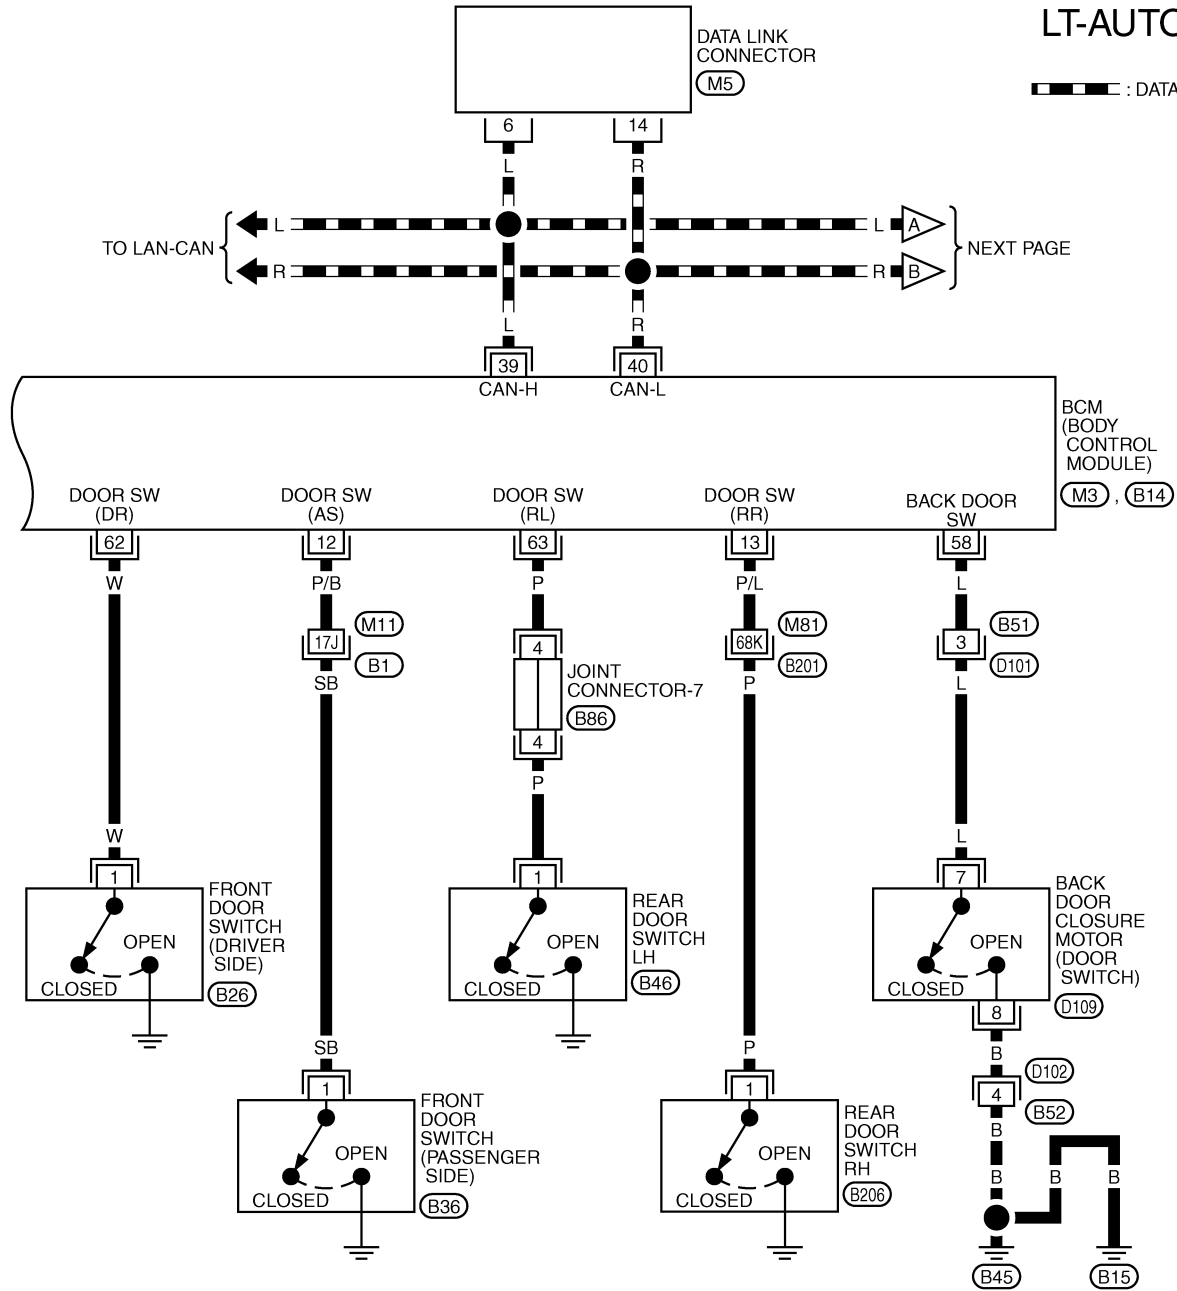 LT-AUTO
DATA LINK
CONNECTOR
M5
: DATA
6
14
L
R
L
L
A
TO LAN-CAN
NEXT PAGE
R
R
B
L
R
39
40
CAN-H
CAN-L
BCM
(BODY
CONTROL
MODULE)
M3 , B14
DOOR SW
(DR)
DOOR SW
(AS)
DOOR SW
(RL)
DOOR SW
(RR)
BACK DOOR
SW
62
12
63
13
58
W
P/B
P
P/L
L
M11
M81
B51
17J
4
68K
3
B1
B201
D101
JOINT
CONNECTOR-7
B86
SB
P
L
4
P
W
L
1
1
7
FRONT
DOOR
SWITCH
(DRIVER
SIDE)
B26
OPEN
CLOSED
REAR
DOOR
SWITCH
LH
B46
OPEN
CLOSED
BACK
DOOR
CLOSURE
MOTOR
(DOOR
SWITCH)
D109
OPEN
CLOSED
8
SB
P
B
D102
1
1
4
B52
FRONT
DOOR
SWITCH
(PASSENGER
SIDE)
B36
OPEN
CLOSED
REAR
DOOR
SWITCH
RH
B206
OPEN
CLOSED
B
B
B
B
B45
B15